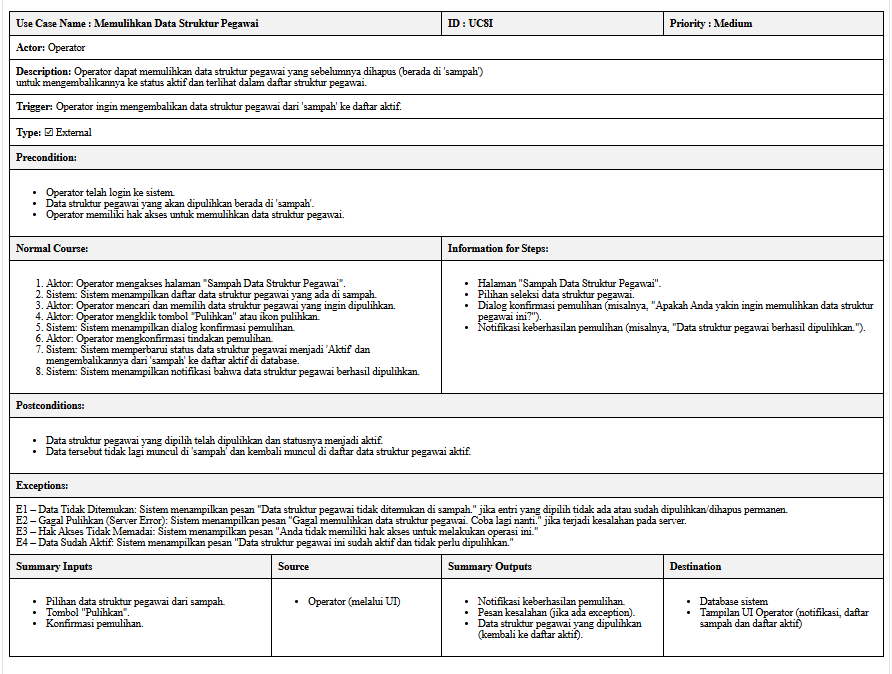 Use Case Name : Memulihkan Data Struktur Pegawai
ID : UC8I
Priority : Medium
Actor: Operator
Description: Operator dapat memulihkan data struktur pegawai yang sebelumnya dihapus (berada di 'sampah')
untuk mengembalikannya ke status aktif dan terlihat dalam daftar struktur pegawai.
Trigger: Operator ingin mengembalikan data struktur pegawai dari 'sampah' ke daftar aktif.
Type: ☑ External
Precondition:
• Operator telah login ke sistem.
• Data struktur pegawai yang akan dipulihkan berada di 'sampah'.
• Operator memiliki hak akses untuk memulihkan data struktur pegawai.
Normal Course:
1. Aktor: Operator mengakses halaman "Sampah Data Struktur Pegawai".
2. Sistem: Sistem menampilkan daftar data struktur pegawai yang ada di sampah.
3. Aktor: Operator mencari dan memilih data struktur pegawai yang ingin dipulihkan.
4. Aktor: Operator mengklik tombol "Pulihkan" atau ikon pulihkan.
5. Sistem: Sistem menampilkan dialog konfirmasi pemulihan.
6. Aktor: Operator mengkonfirmasi tindakan pemulihan.
7. Sistem: Sistem memperbarui status data struktur pegawai menjadi 'Aktif' dan
mengembalikannya dari 'sampah' ke daftar aktif di database.
8. Sistem: Sistem menampilkan notifikasi bahwa data struktur pegawai berhasil dipulihkan.
Information for Steps:
• Halaman "Sampah Data Struktur Pegawai".
• Pilihan seleksi data struktur pegawai.
• Dialog konfirmasi pemulihan (misalnya, "Apakah Anda yakin ingin memulihkan data struktur
pegawai ini?").
• Notifikasi keberhasilan pemulihan (misalnya, "Data struktur pegawai berhasil dipulihkan.").
Postconditions:
• Data struktur pegawai yang dipilih telah dipulihkan dan statusnya menjadi aktif.
• Data tersebut tidak lagi muncul di 'sampah' dan kembali muncul di daftar data struktur pegawai aktif.
Exceptions:
E1 – Data Tidak Ditemukan: Sistem menampilkan pesan "Data struktur pegawai tidak ditemukan di sampah." jika entri yang dipilih tidak ada atau sudah dipulihkan/dihapus permanen.
E2 – Gagal Pulihkan (Server Error): Sistem menampilkan pesan "Gagal memulihkan data struktur pegawai. Coba lagi nanti." jika terjadi kesalahan pada server.
E3 – Hak Akses Tidak Memadai: Sistem menampilkan pesan "Anda tidak memiliki hak akses untuk melakukan operasi ini."
E4 – Data Sudah Aktif: Sistem menampilkan pesan "Data struktur pegawai ini sudah aktif dan tidak perlu dipulihkan."
Summary Inputs
• Pilihan data struktur pegawai dari sampah.
• Tombol "Pulihkan".
• Konfirmasi pemulihan.
Source
• Operator (melalui UI)
Summary Outputs
• Notifikasi keberhasilan pemulihan.
• Pesan kesalahan (jika ada exception).
• Data struktur pegawai yang dipulihkan
(kembali ke daftar aktif).
Destination
• Database sistem
• Tampilan UI Operator (notifikasi, daftar
sampah dan daftar aktif)